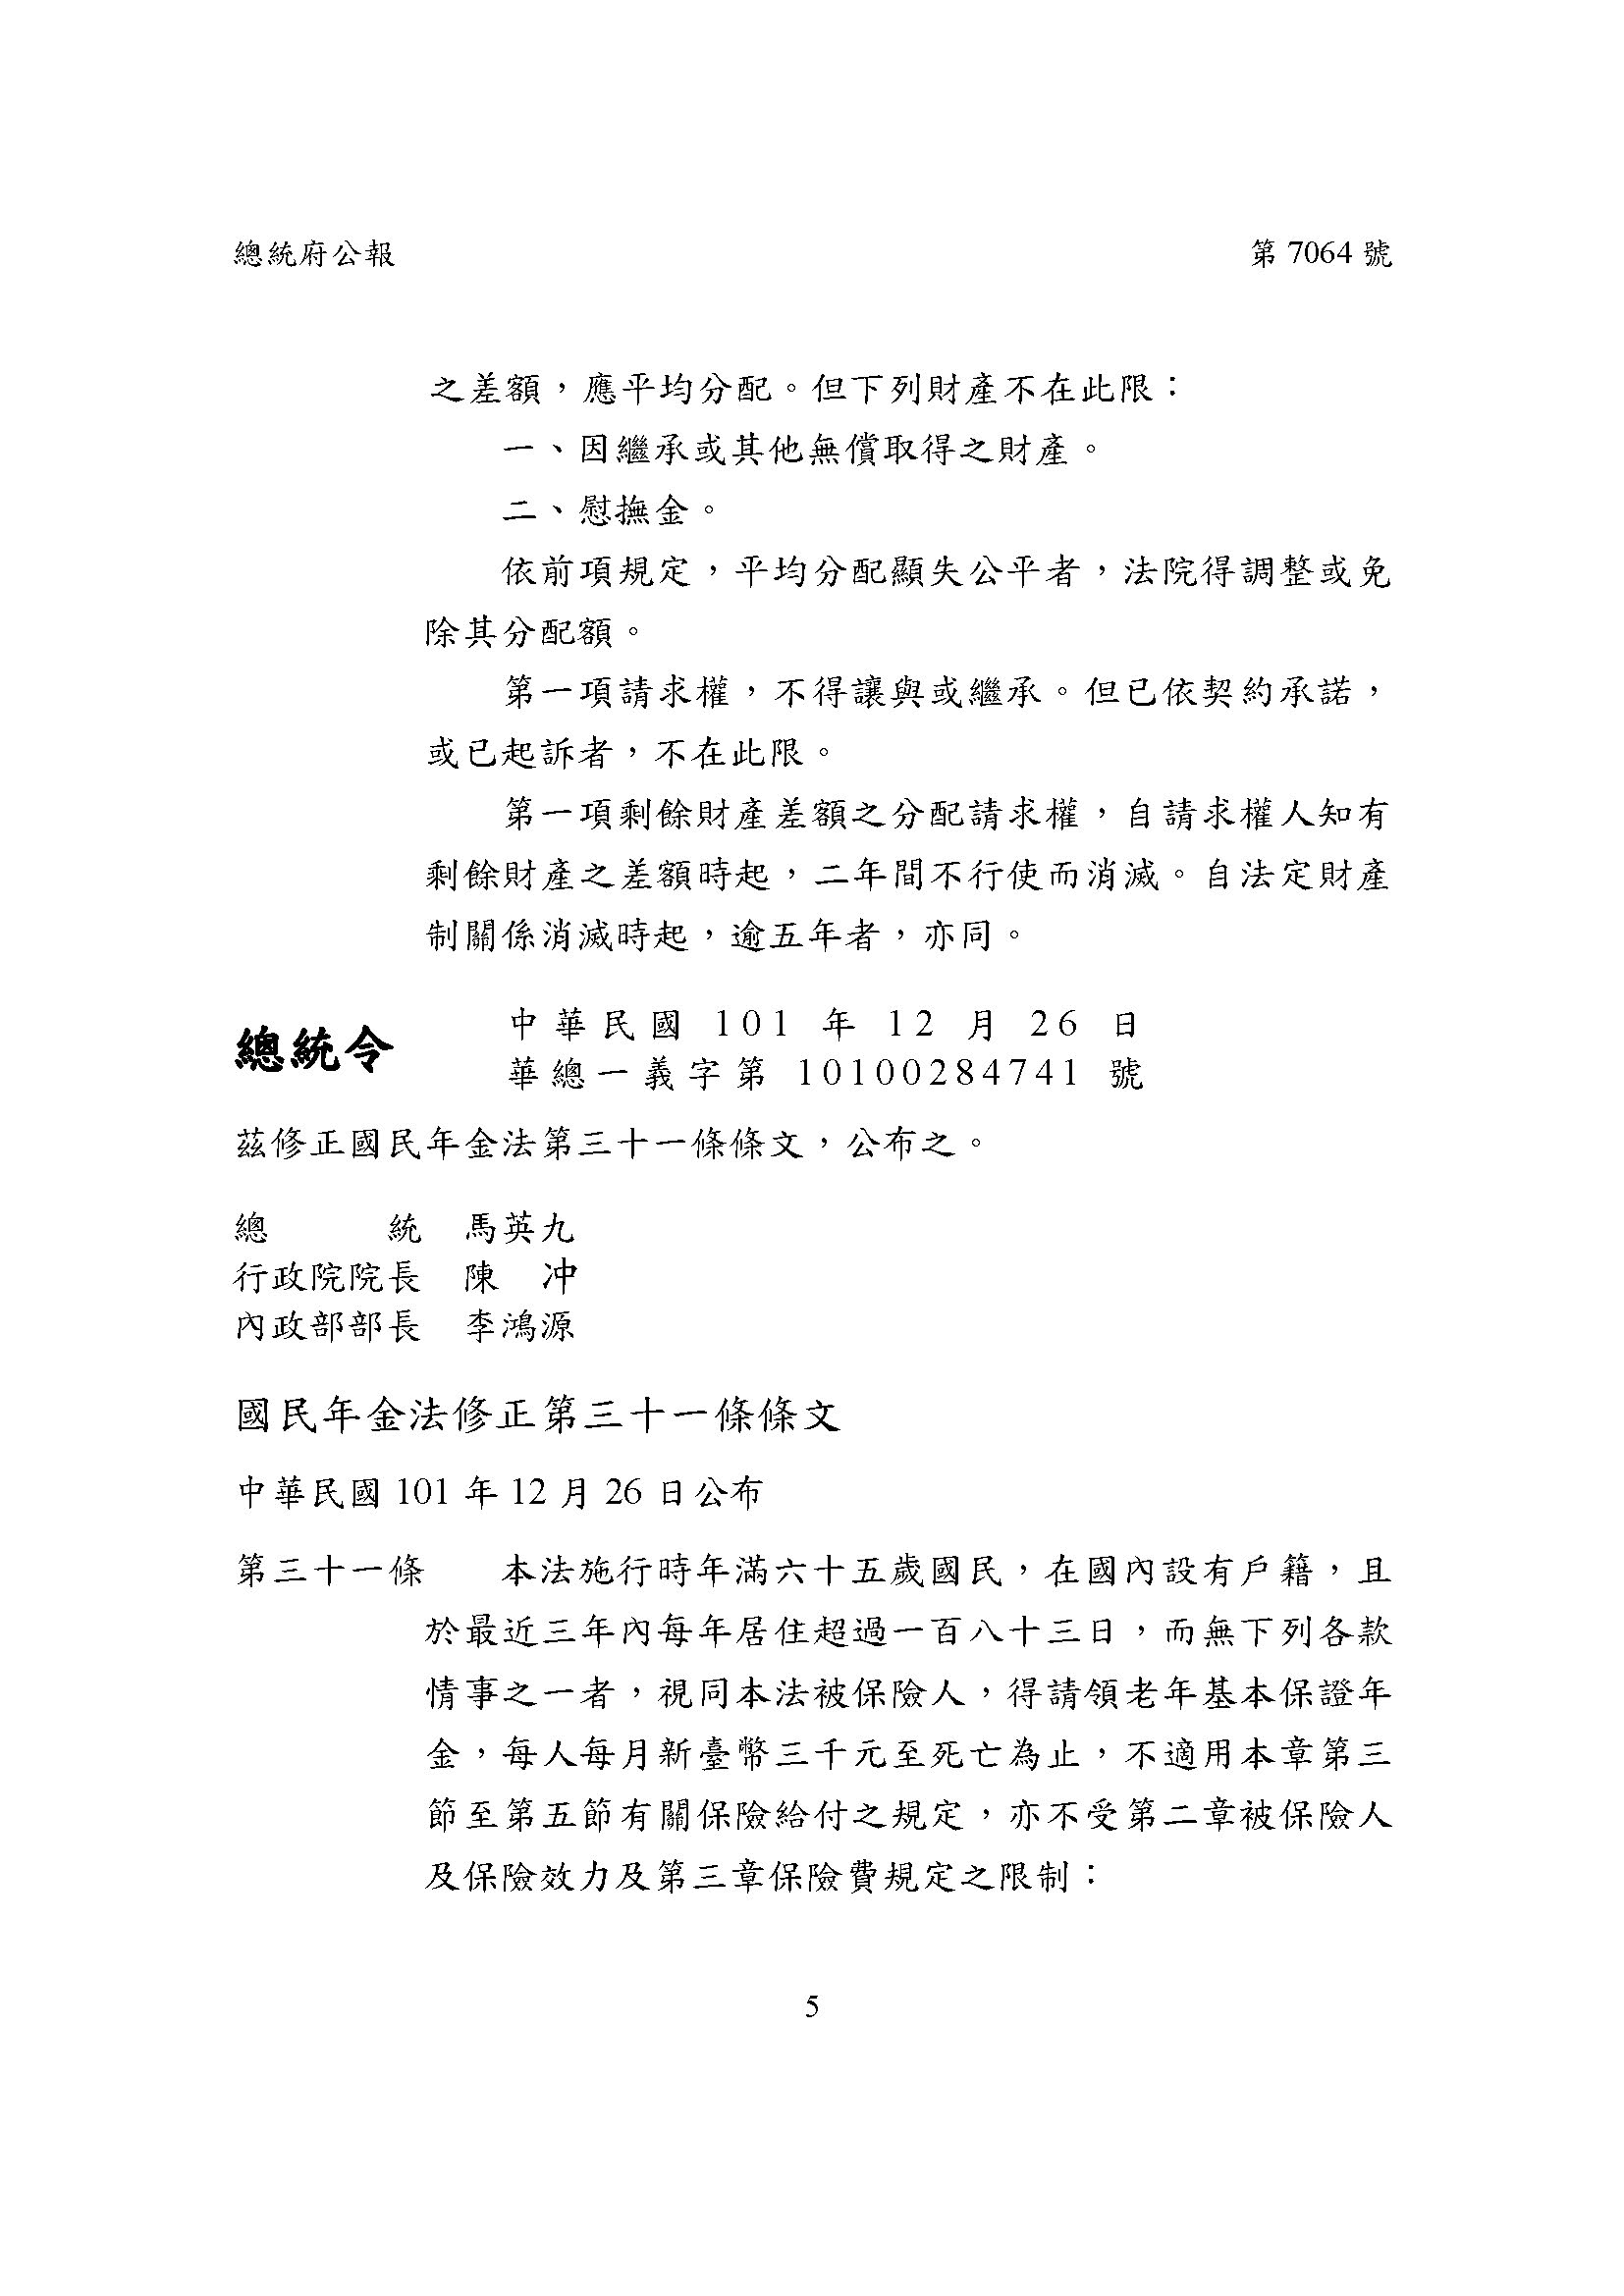 總統府公報 第 7064 號
之差額，應平均分配。但下列財產不在此限：
一、因繼承或其他無償取得之財產。
二、慰撫金。
依前項規定，平均分配顯失公平者，法院得調整或免
除其分配額。
第一項請求權，不得讓與或繼承。但已依契約承諾，
或已起訴者，不在此限。
第一項剩餘財產差額之分配請求權，自請求權人知有
剩餘財產之差額時起，二年間不行使而消滅。自法定財產
制關係消滅時起，逾五年者，亦同。
總統令
中華民國 101 年 12 月 26 日
華總一義字第 10100284741 號
茲修正國民年金法第三十一條條文，公布之。
總 統 馬英九
行政院院長 陳 冲
內政部部長 李鴻源
國民年金法修正第三十一條條文
中華民國 101 年 12 月 26 日公布
第三十一條 本法施行時年滿六十五歲國民，在國內設有戶籍，且
於最近三年內每年居住超過一百八十三日，而無下列各款
情事之一者，視同本法被保險人，得請領老年基本保證年
金，每人每月新臺幣三千元至死亡為止，不適用本章第三
節至第五節有關保險給付之規定，亦不受第二章被保險人
及保險效力及第三章保險費規定之限制：
5